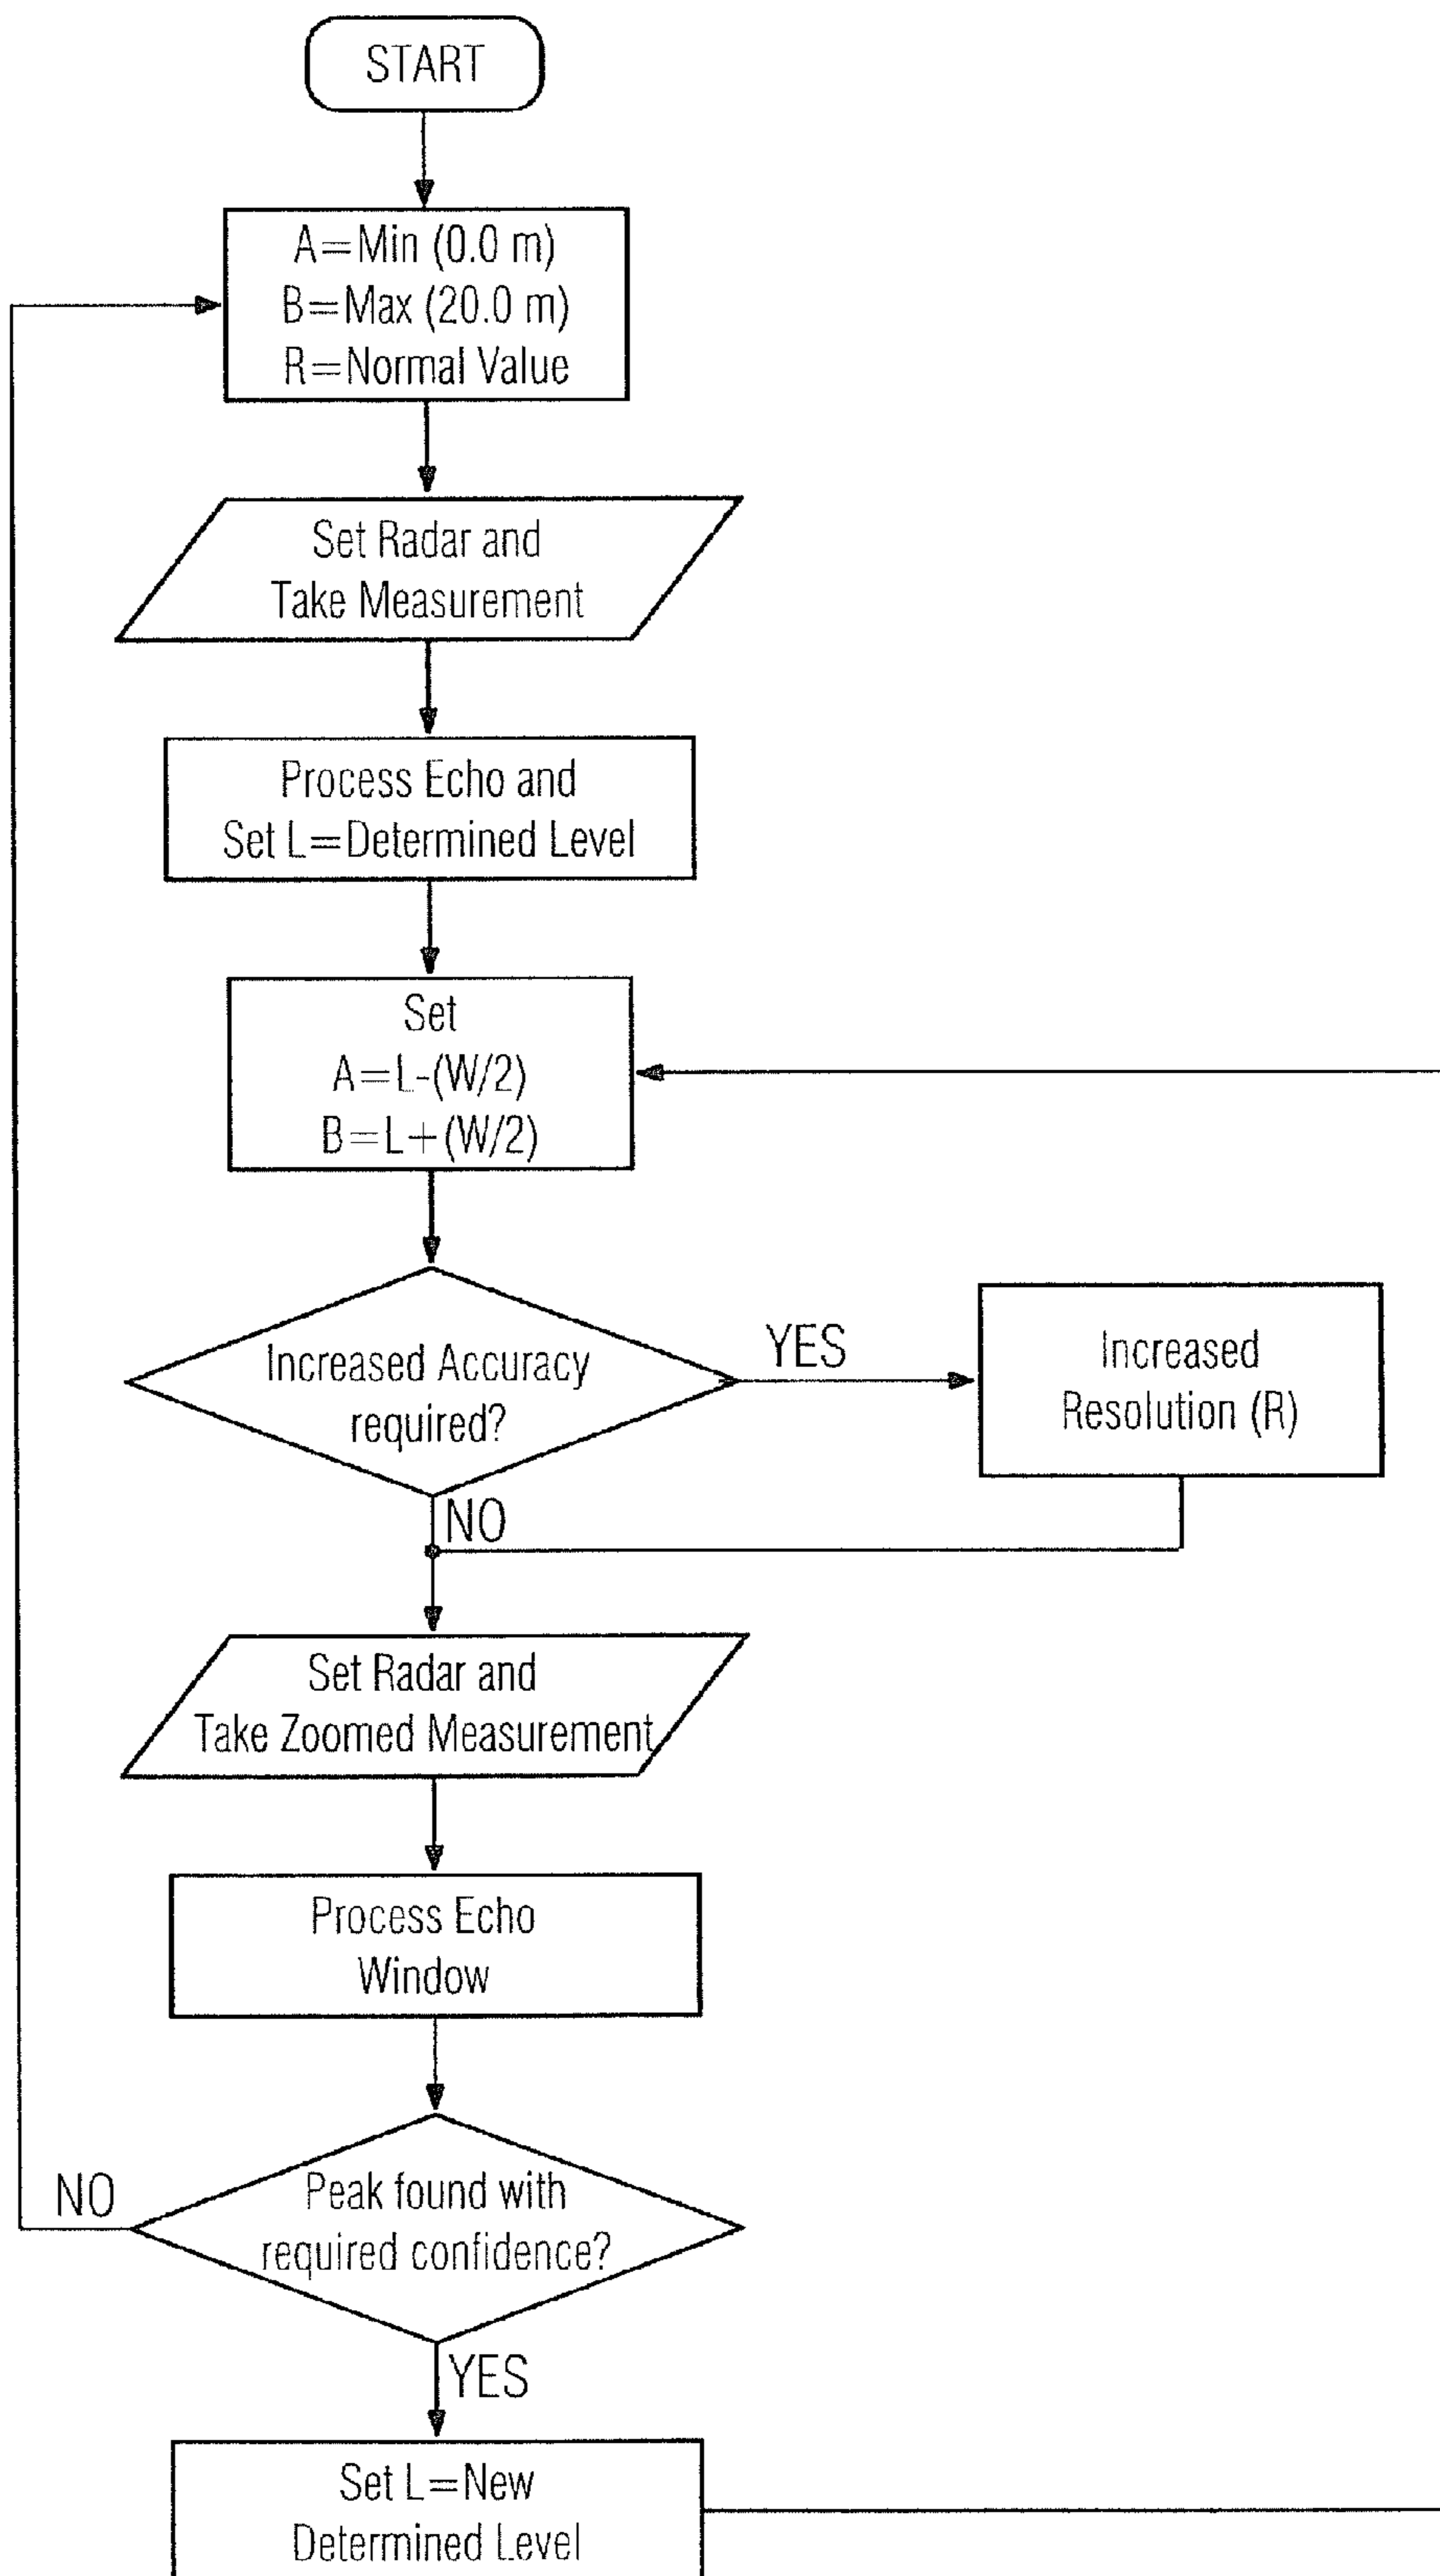 START
A=Min (0.0 m)
B=Max (20.0 m)
R=Normal Value
Set Radar and
Take Measurement
Process Echo and
Set L=Determined Level
Set
A=L-(W/2)
B=L+(W/2)
Increased Accuracy
required?
YES
Increased
Resolution (R)
NO
Set Radar and
Take Zoomed Measurement
Process Echo
Window
Peak found with
required confidence?
NO
YES
Set L=New
Determined Level